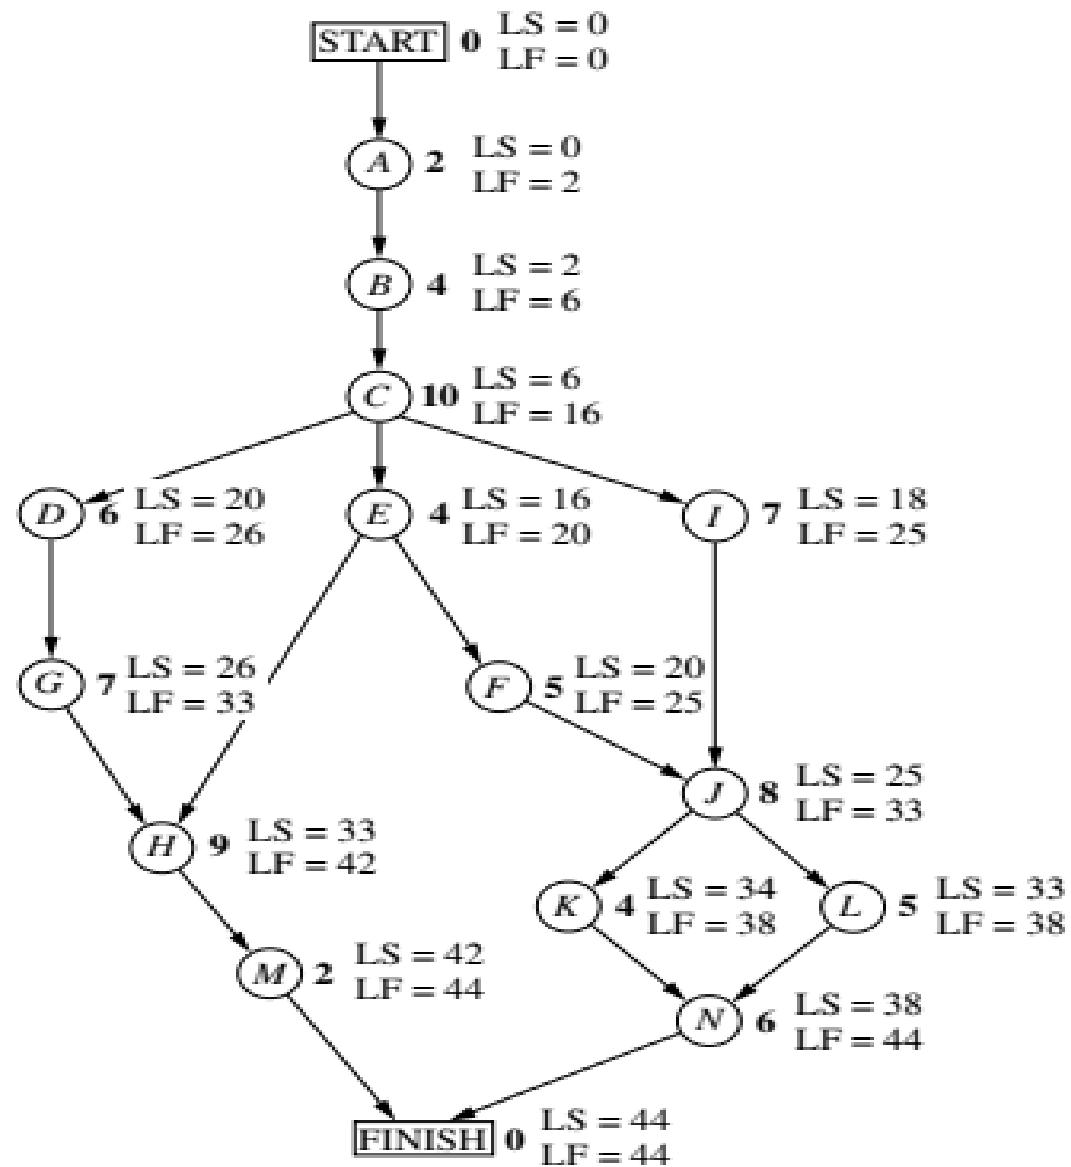 START 0 LS = 0
LF = 0
A 2 LS = 0
LF = 2
B 4 LS = 2
LF = 6
C 10 LS = 6
LF = 16
D 6 LS = 20
LF = 26
E 4 LS = 16
LF = 20
I 7 LS = 18
LF = 25
G 7 LS = 26
LF = 33
F 5 LS = 20
LF = 25
J 8 LS = 25
LF = 33
H 9 LS = 33
LF = 42
K 4 LS = 34
LF = 38
L 5 LS = 33
LF = 38
M 2 LS = 42
LF = 44
N 6 LS = 38
LF = 44
FINISH 0 LS = 44
LF = 44